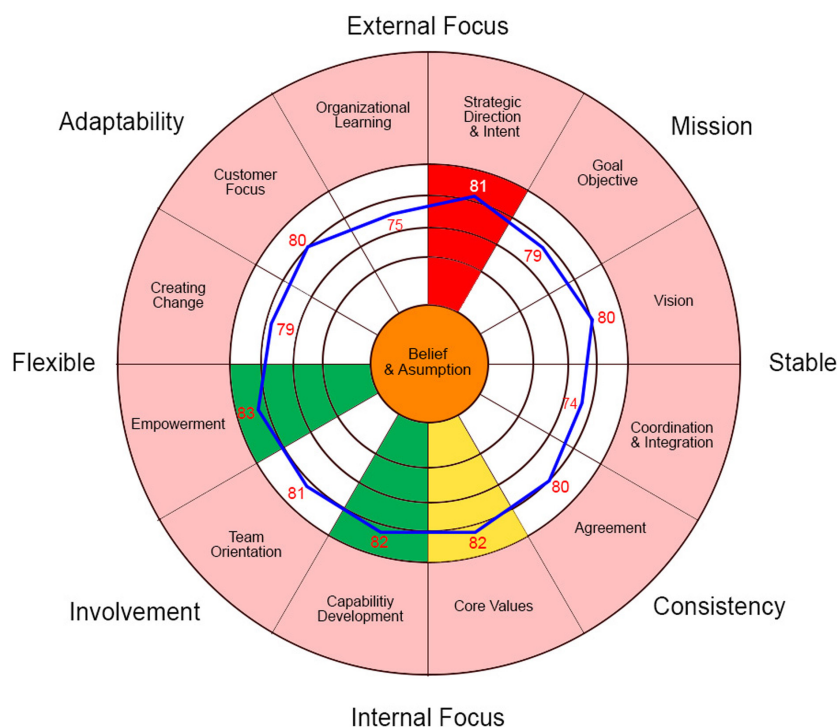 External Focus
Adaptability
Organizational
Learning
Strategic
Direction
& Intent
Mission
Customer
Focus
Goal
Objective
81
75
80
79
Creating
Change
79
80
Vision
Flexible
Belief
& Asumption
Stable
Empowerment
83
74
Coordination
& Integration
81
80
Team
Orientation
82
82
Agreement
Involvement
Capabilitiy
Development
Core Values
Consistency
Internal Focus